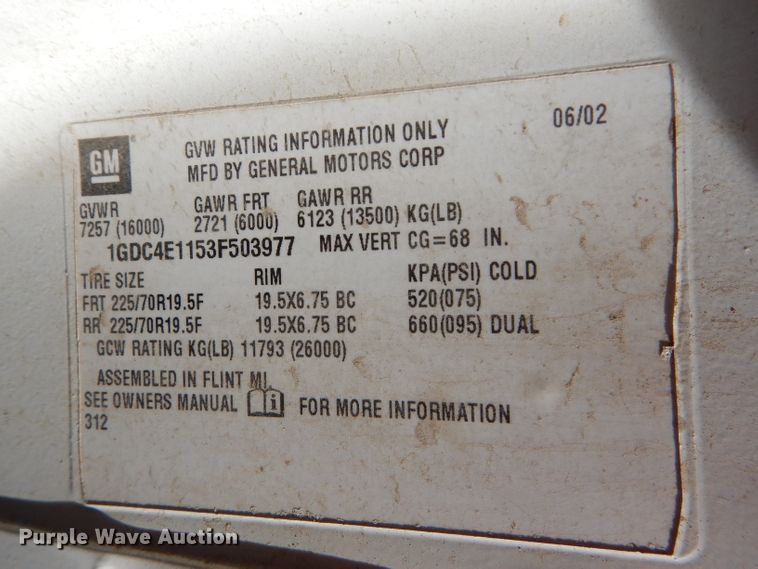 06/02
GM
GVW RATING INFORMATION ONLY
MFD BY GENERAL MOTORS CORP
GVWR GAWR FRT GAWR RR
7257 (16000) 2721 (6000) 6123 (13500) KG(LB)
1GDC4E1153F503977 MAX VERT CG=68 IN.
TIRE SIZE RIM KPA(PSI) COLD
FRT 225/70R19.5F 19.5X6.75 BC 520(075)
RR 225/70R19.5F 19.5X6.75 BC 660(095) DUAL
GCW RATING KG(LB) 11793 (26000)
ASSEMBLED IN FLINT MI.
SEE OWNERS MANUAL i FOR MORE INFORMATION
312
Purple Wave Auction